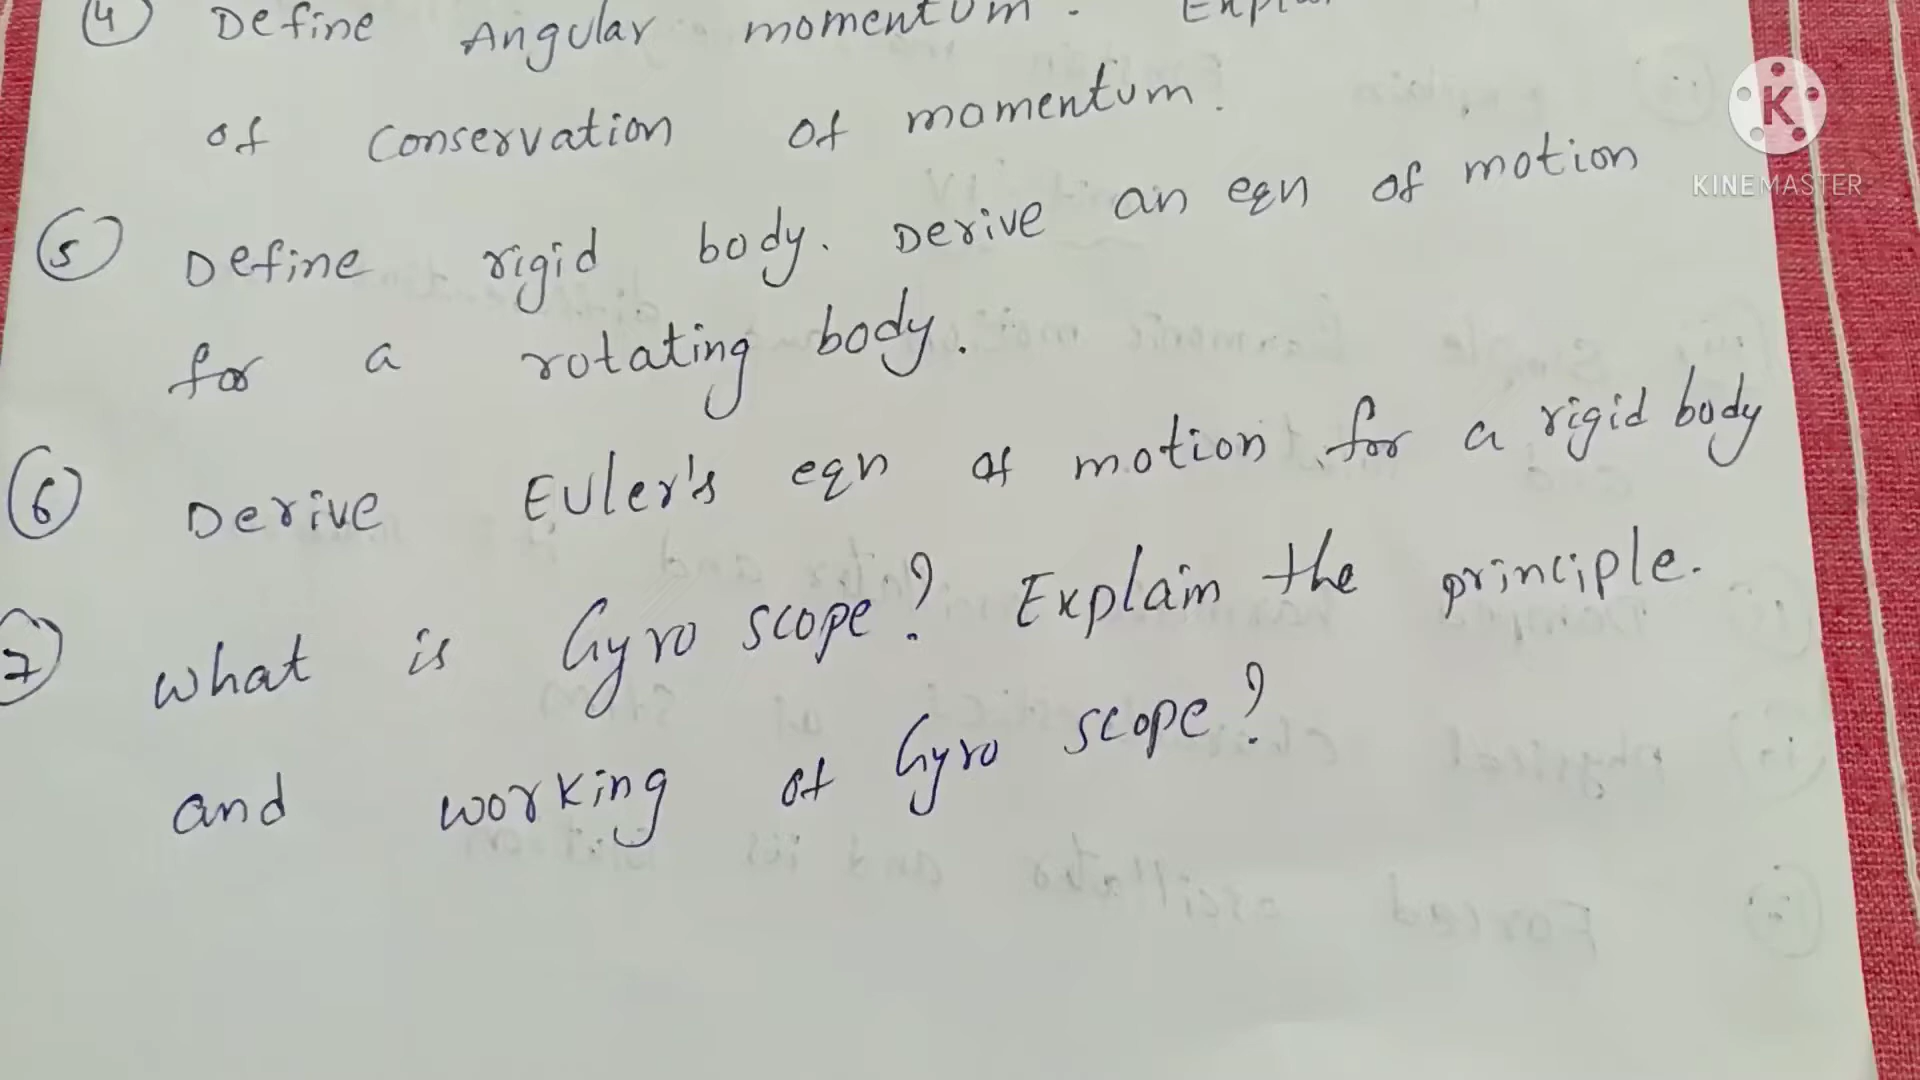 ④ Define Angular momentum. Expla
of conservation of momentum.
⑤ Define rigid body. Derive an eqn of motion
for a rotating body.
⑥ Derive Euler's eqn of motion for a rigid body
⑦ what is Gyro scope? Explain the principle.
and working of Gyro scope?
K
KINEMASTER